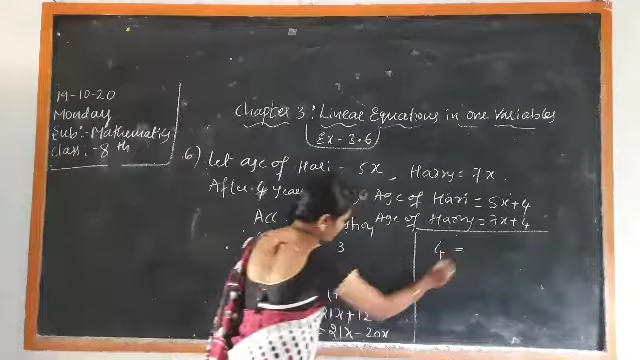 19-10-20
Monday
Sub:- Mathematics
Class :- 8th
Chapter 3 : Linear Equations in one Variables
Ex - 3.6
6) Let age of Hari = 5x , Harry = 7x .
After 4 years Age of Hari = 5x+4
Age of Harry = 7x+4
Acc
3
4 =
21x + 12
21x - 20x